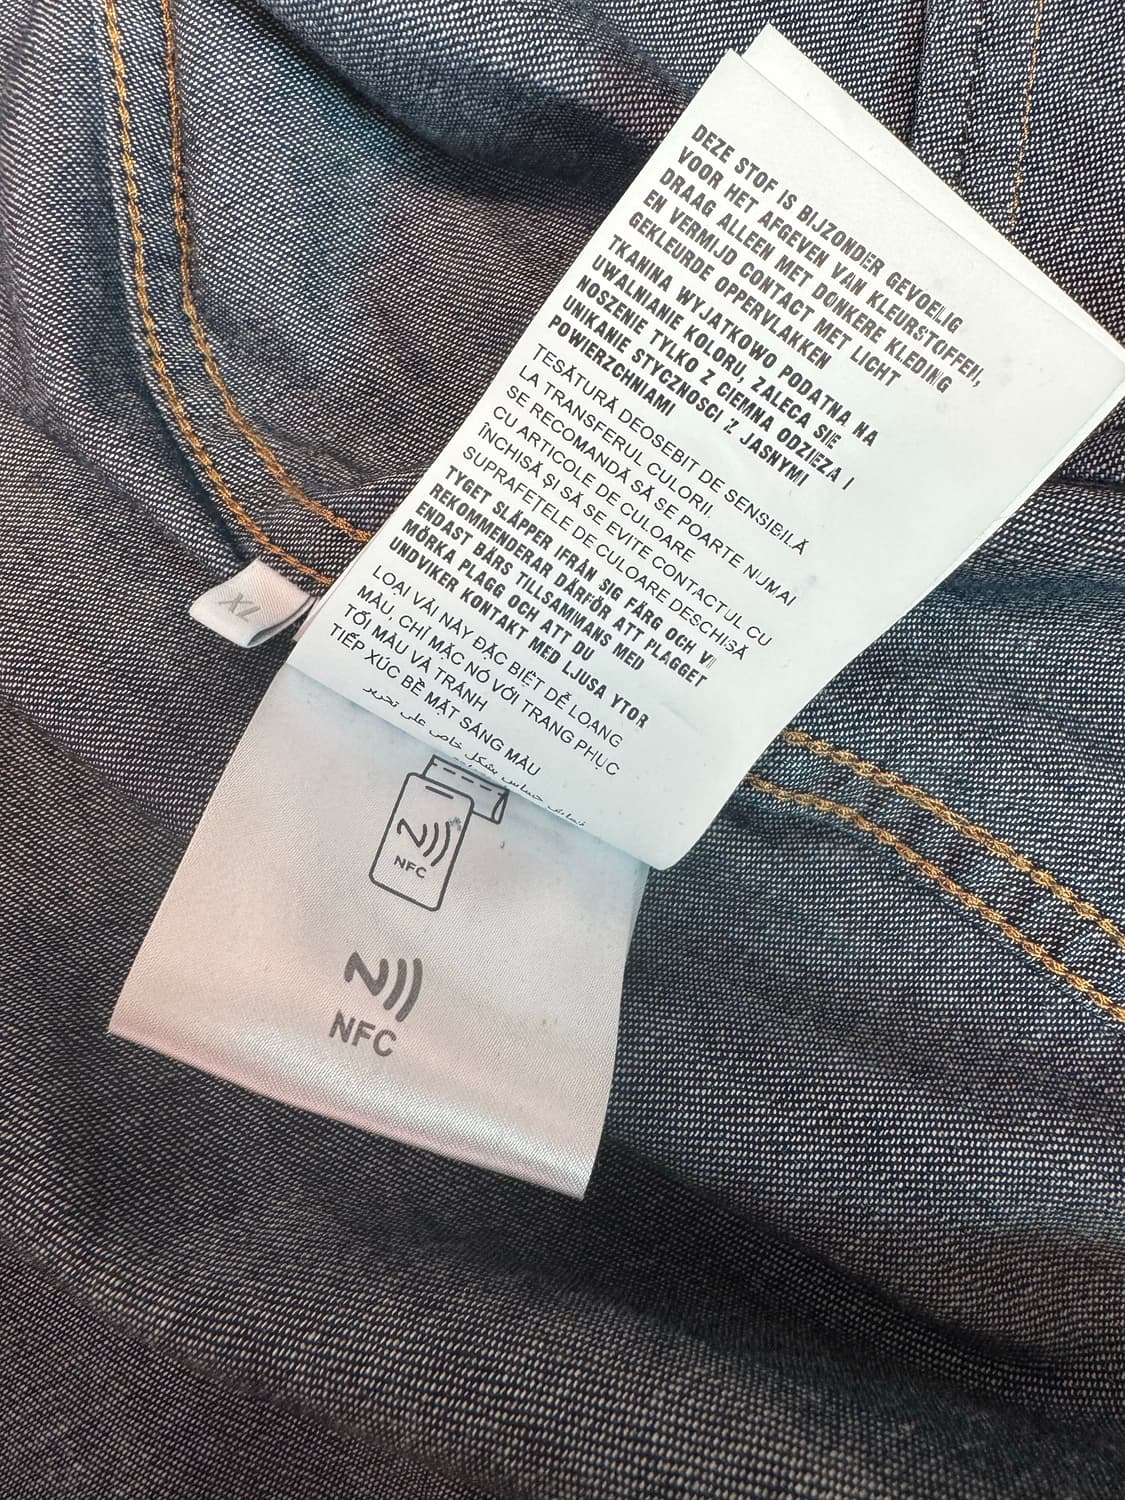 DEZE STOF IS BIJZONDER GEVOELIG
VOOR HET AFGEVEN VAN KLEURSTOFFEN,
DRAAG ALLEEN MET DONKERE KLEDING
EN VERMIJD CONTACT MET LICHT
GEKLEURDE OPPERVLAKKEN
TKANINA WYJATKOWO PODATNA NA
UWALNIANIE KOLORU, ZALECA SIE
NOSZENIE TYLKO Z CIEMNA ODZIEZA I
UNIKANIE STYCZNOSCI Z JASNYMI
POWIERZCHNIAMI
ȚESĂTURĂ DEOSEBIT DE SENSIBILĂ
LA TRANSFERUL CULORII.
SE RECOMANDĂ SĂ SE POARTE NUMAI
CU ARTICOLE DE CULOARE
ÎNCHISĂ ȘI SĂ SE EVITE CONTACTUL CU
SUPRAFEȚELE DE CULOARE DESCHISĂ
TYGET SLÄPPER IFRÅN SIG FÄRG OCH VI
REKOMMENDERAR DÄRFÖR ATT PLAGGET
ENDAST BÄRS TILLSAMMANS MED
MÖRKA PLAGG OCH ATT DU
UNDVIKER KONTAKT MED LJUSA YTOR
LOẠI VẢI NÀY ĐẶC BIỆT DỄ LOANG
MÀU, CHỈ MẶC NÓ VỚI TRANG PHỤC
TỐI MÀU VÀ TRÁNH
TIẾP XÚC BỀ MẶT SÁNG MÀU
حساس بشكل خاص على تحرير
XL
NFC
NFC